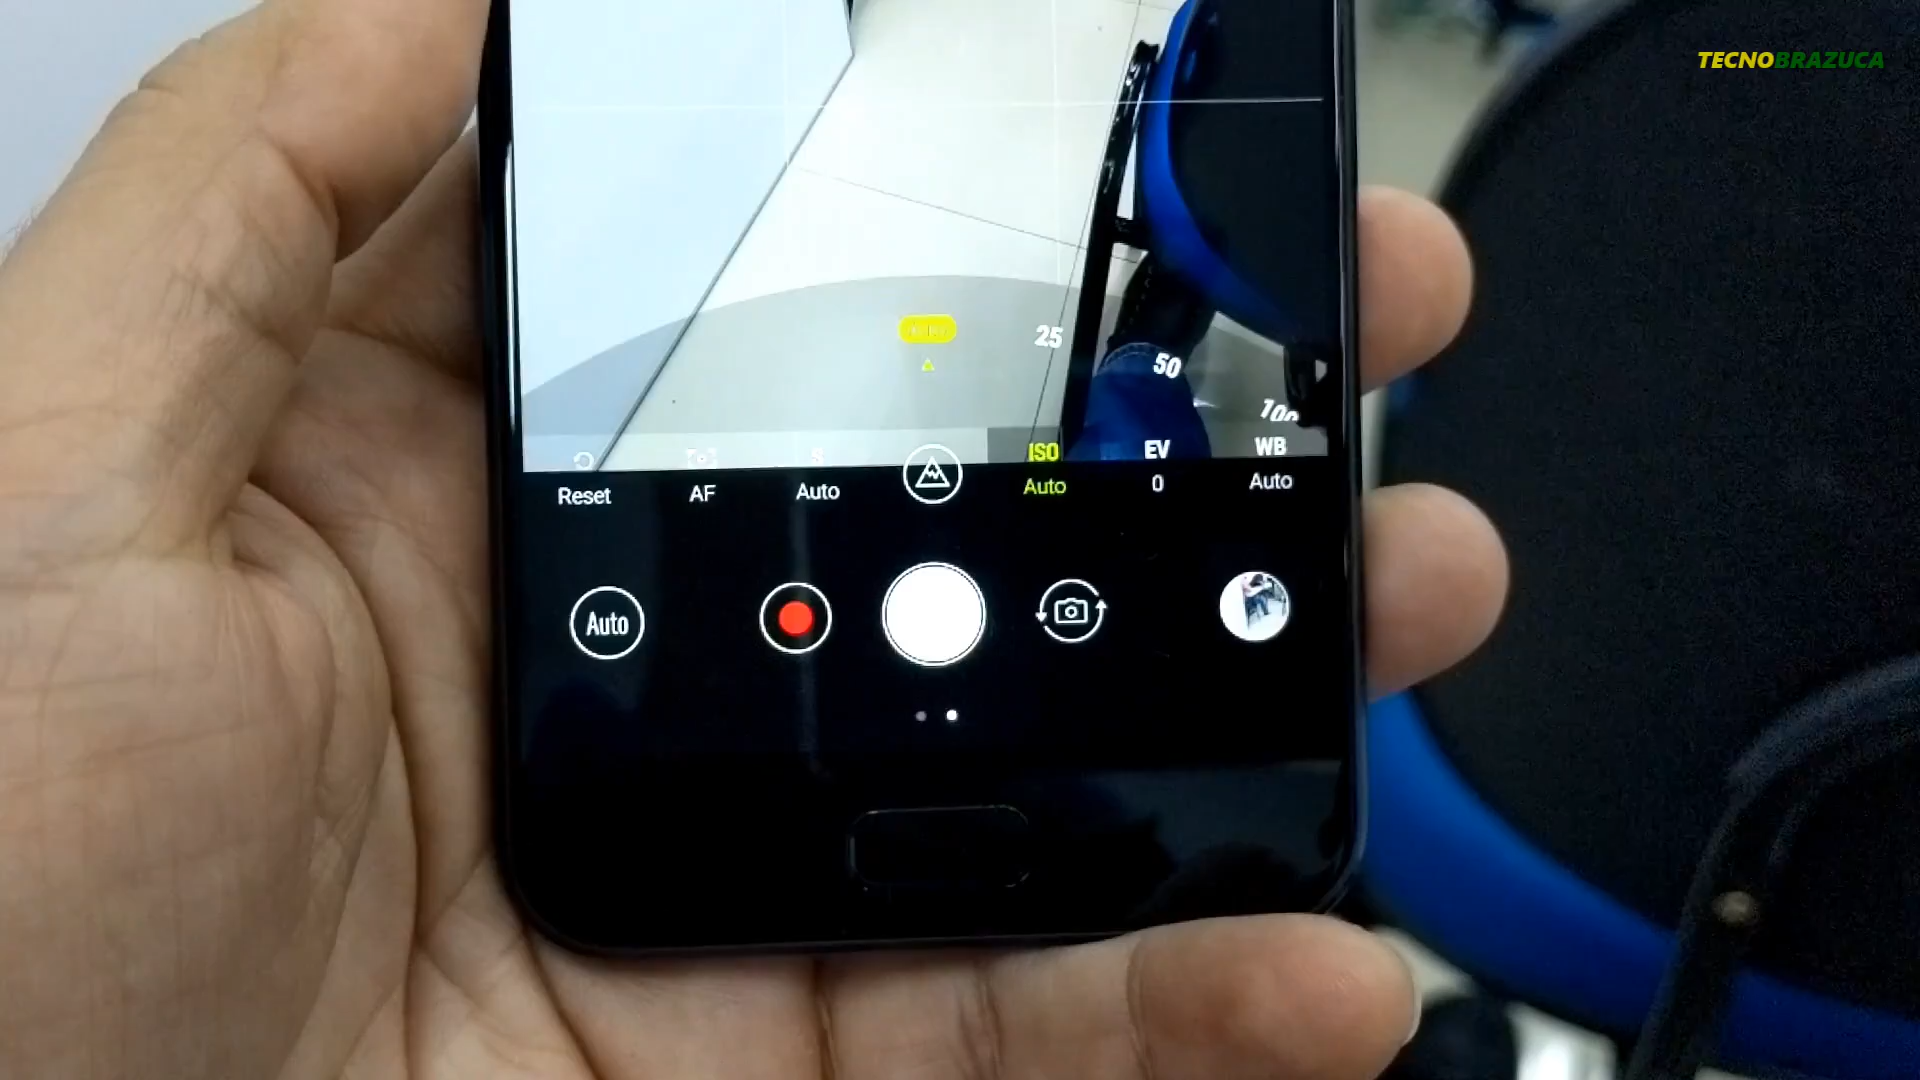 TECNOBRAZUCA
25
50
S
ISO
EV
WB
Reset
AF
Auto
Auto
0
Auto
Auto